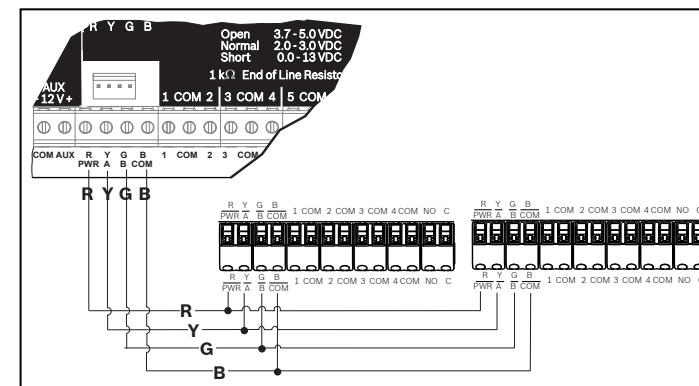 R Y G B
Open 3.7 - 5.0 VDC
Normal 2.0 - 3.0 VDC
Short 0.0 - 13 VDC
1 kΩ End of Line Resisto
AUX
12 V +
1 COM 2 3 COM 4 5 COM
COM AUX R Y G B 1 COM 2 3 COM
PWR A B COM
R Y G B
R Y G B 1 COM 2 COM 3 COM 4 COM NO C
PWR A B COM
R Y G B 1 COM 2 COM 3 COM 4 COM NO C
PWR A B COM
R Y G B 1 COM 2 COM 3 COM 4 COM NO C
PWR A B COM
R Y G B 1 COM 2 COM 3 COM 4 COM NO
PWR A B COM
R
Y
G
B